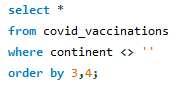 select *
from covid_vaccinations
where continent <> ''
order by 3,4;